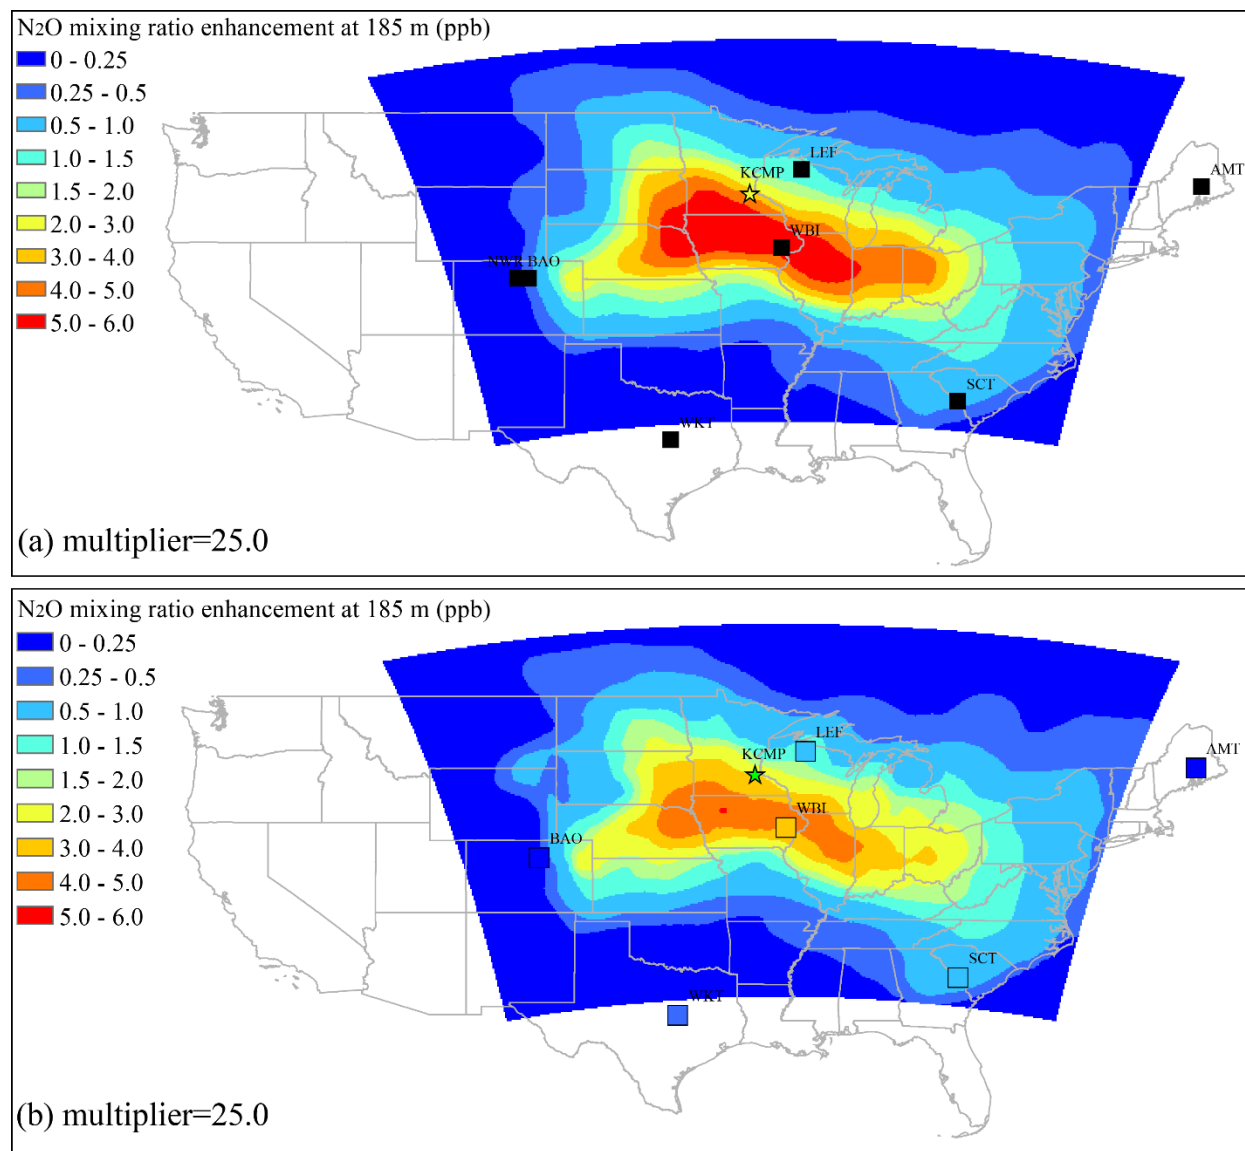 N2O mixing ratio enhancement at 185 m (ppb)
0 - 0.25
0.25 - 0.5
0.5 - 1.0
1.0 - 1.5
1.5 - 2.0
2.0 - 3.0
3.0 - 4.0
4.0 - 5.0
5.0 - 6.0
LEF
KCMP
AMT
WBI
NWR BAO
SCT
WKT
(a) multiplier=25.0
N2O mixing ratio enhancement at 185 m (ppb)
0 - 0.25
0.25 - 0.5
0.5 - 1.0
1.0 - 1.5
1.5 - 2.0
2.0 - 3.0
3.0 - 4.0
4.0 - 5.0
5.0 - 6.0
LEF
KCMP
AMT
WBI
BAO
SCT
WKT
(b) multiplier=25.0